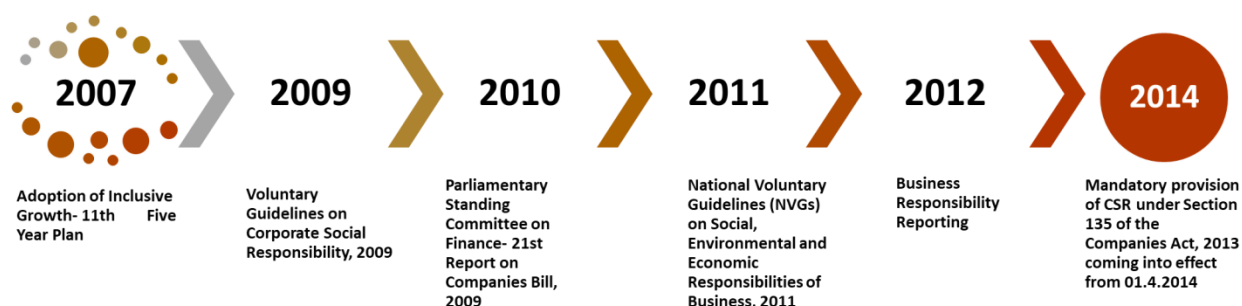 2007
Adoption of Inclusive
Growth- 11th Five
Year Plan
2009
Voluntary
Guidelines on
Corporate Social
Responsibility, 2009
2010
Parliamentary
Standing
Committee on
Finance- 21st
Report on
Companies Bill,
2009
2011
National Voluntary
Guidelines (NVGs)
on Social,
Environmental and
Economic
Responsibilities of
Business, 2011
2012
Business
Responsibility
Reporting
2014
Mandatory provision
of CSR under Section
135 of the
Companies Act, 2013
coming into effect
from 01.4.2014